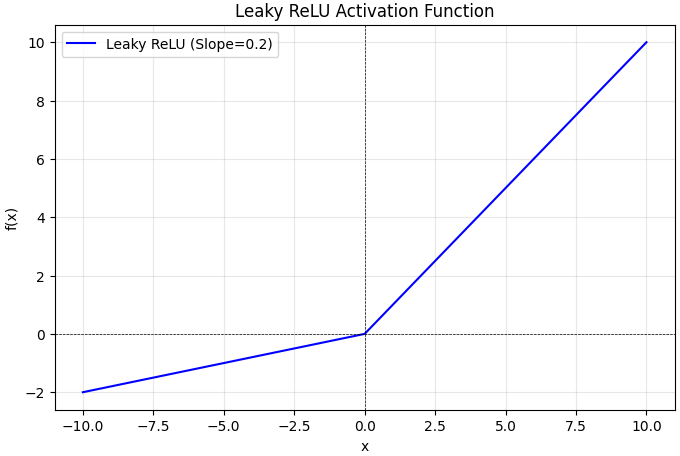 Leaky ReLU Activation Function
Leaky ReLU (Slope=0.2)
10
8
6
4
2
0
−2
f(x)
−10.0 −7.5 −5.0 −2.5 0.0 2.5 5.0 7.5 10.0
x